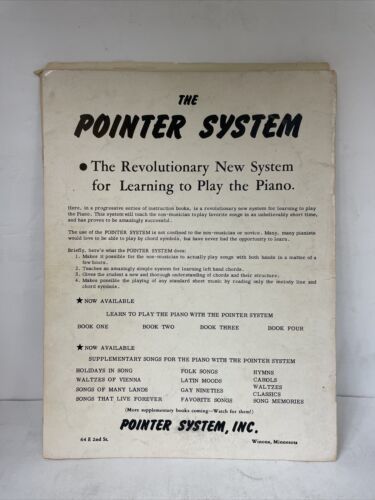 THE
POINTER SYSTEM
● The Revolutionary New System
for Learning to Play the Piano.
Here, in a progressive series of instruction books, is a revolutionary new system for learning to play
the Piano. This system will teach the non-musician to play favorite songs in an unbelievably short time,
and has proven to be amazingly successful.
The use of the POINTER SYSTEM is not confined to the non-musician or novice. Many, many pianists
would love to be able to play by chord symbols, but have never had the opportunity to learn.
Briefly, here's what the POINTER SYSTEM does:
1. Makes it possible for the non-musician to actually play songs with both hands in a matter of
a few hours.
2. Teaches an amazingly simple system for learning left hand chords.
3. Gives the student a new and thorough understanding of chords and their structure.
4. Makes possible the playing of any standard sheet music by reading only the melody line and
chord symbols.
★ NOW AVAILABLE
LEARN TO PLAY THE PIANO WITH THE POINTER SYSTEM
BOOK ONE BOOK TWO BOOK THREE BOOK FOUR
★ NOW AVAILABLE
SUPPLEMENTARY SONGS FOR THE PIANO WITH THE POINTER SYSTEM
HOLIDAYS IN SONG FOLK SONGS HYMNS
WALTZES OF VIENNA LATIN MOODS CAROLS
SONGS OF MANY LANDS GAY NINETIES WALTZES
SONGS THAT LIVE FOREVER FAVORITE SONGS CLASSICS
SONG MEMORIES
(More supplementary books coming—Watch for them!)
POINTER SYSTEM, INC.
64 E 2nd St. Winona, Minnesota